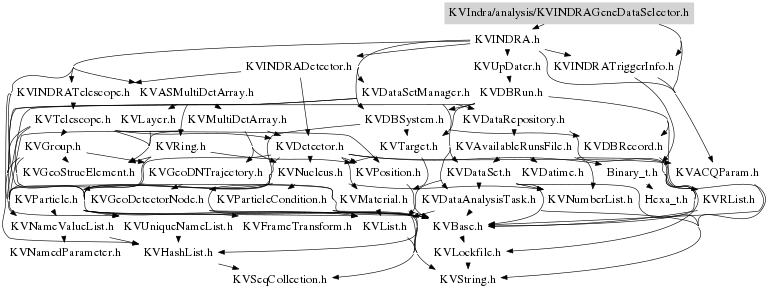 KVIndra/analysis/KVINDRAGeneDataSelector.h
KVINDRA.h
KVINDRADetector.h KVUpDater.h KVINDRATriggerInfo.h
KVINDRATelescope.h KVASMultiDetArray.h KVDataSetManager.h KVDBRun.h
KVTelescope.h KVLayer.h KVMultiDetArray.h KVDBSystem.h KVDataRepository.h
KVGroup.h KVRing.h KVDetector.h KVTarget.h KVAvailableRunsFile.h KVDBRecord.h
KVGeoStrucElement.h KVGeoDNTrajectory.h KVNucleus.h KVPosition.h KVDataSet.h KVDatime.h Binary_t.h KVACQParam.h
KVParticle.h KVGeoDetectorNode.h KVParticleCondition.h KVMaterial.h KVDataAnalysisTask.h KVNumberList.h Hexa_t.h KVRList.h
KVNameValueList.h KVUniqueNameList.h KVFrameTransform.h KVList.h KVBase.h
KVNamedParameter.h KVHashList.h KVLockfile.h
KVSeqCollection.h KVString.h